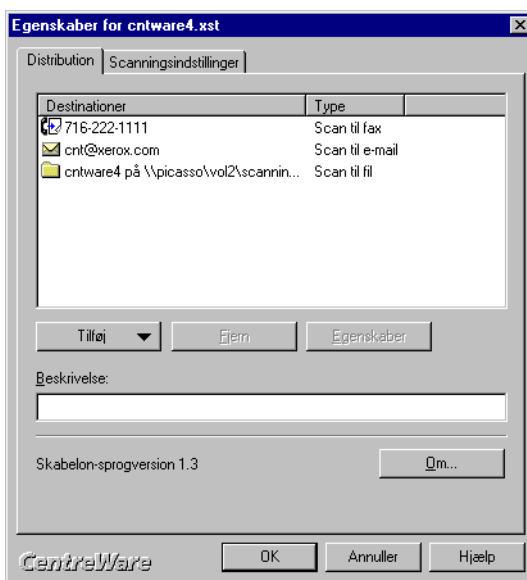 Egenskaber for cntware4.xst
Distribution Scanningsindstillinger
Destinationer Type
716-222-1111 Scan til fax
cnt@xerox.com Scan til e-mail
cntware4 på \\picasso\vol2\scannin... Scan til fil
Tilføj Fjern Egenskaber
Beskrivelse:
Skabelon-sprogversion 1.3 Om...
CentreWare OK Annuller Hjælp